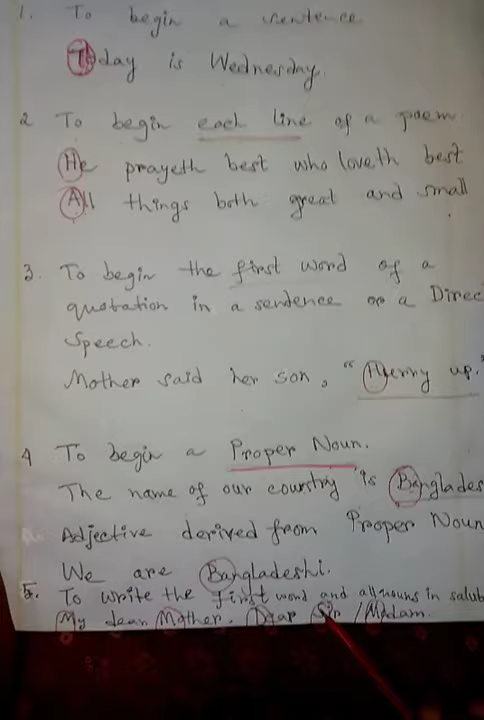 1. To begin a sentence
Today is Wednesday.
2 To begin each line of a poem
He prayeth best who loveth best
All things both great and small
3. To begin the first word of a
quotation in a sentence or a Direc
Speech.
Mother said her son, "Hurry up."
4 To begin a Proper Noun.
The name of our country is Banglades
Adjective derived from Proper Noun
We are Bangladeshi.
5. To write the first word and all nouns in salut
My dear Mother. Dear Sir / Madam.